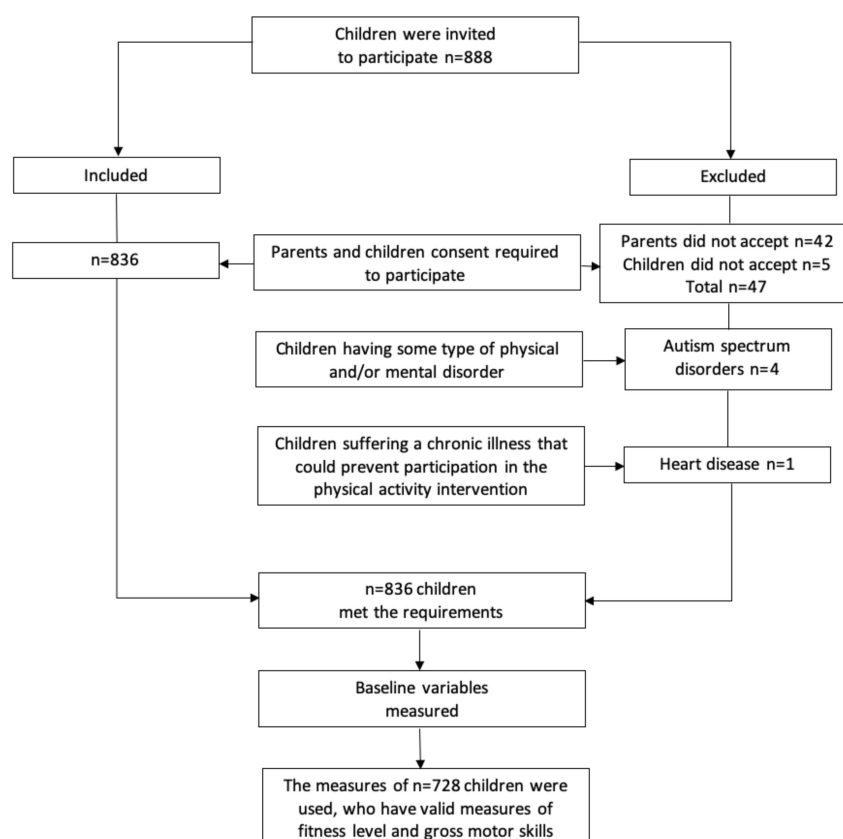 Children were invited
to participate n=888
Included
Excluded
n=836
Parents and children consent required
to participate
Parents did not accept n=42
Children did not accept n=5
Total n=47
Children having some type of physical
and/or mental disorder
Autism spectrum
disorders n=4
Children suffering a chronic illness that
could prevent participation in the
physical activity intervention
Heart disease n=1
n=836 children
met the requirements
Baseline variables
measured
The measures of n=728 children were
used, who have valid measures of
fitness level and gross motor skills